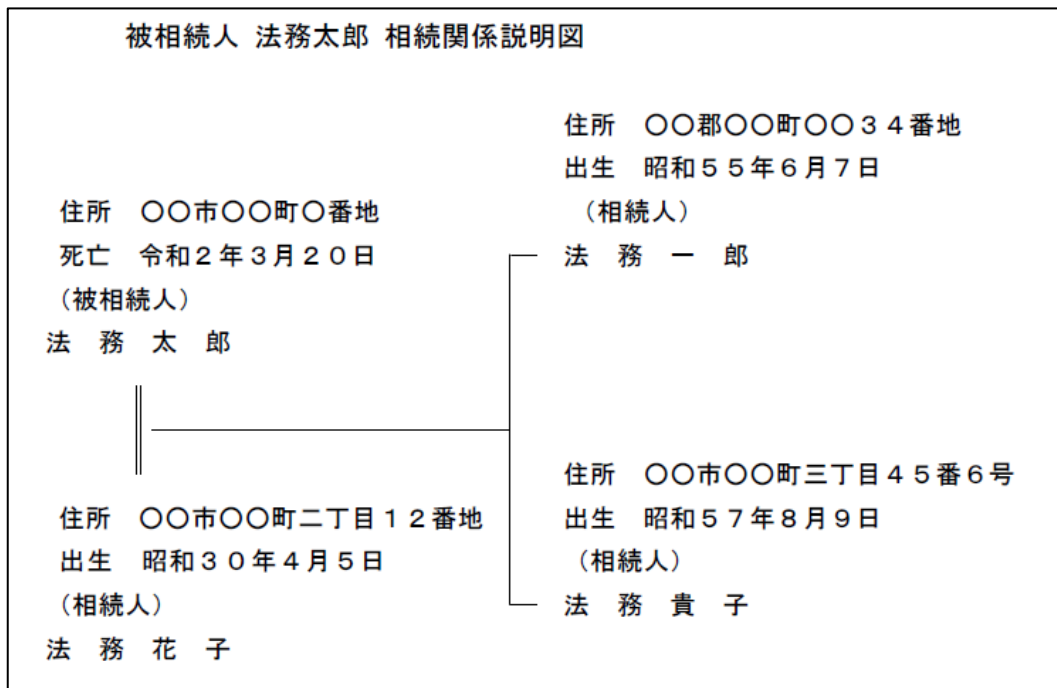 被相続人 法務太郎 相続関係説明図
住所　〇〇郡〇〇町〇〇３４番地
出生　昭和５５年６月７日
（相続人）
法　務　一　郎
住所　〇〇市〇〇町〇番地
死亡　令和２年３月２０日
（被相続人）
法　務　太　郎
住所　〇〇市〇〇町三丁目４５番６号
出生　昭和５７年８月９日
（相続人）
法　務　貴　子
住所　〇〇市〇〇町二丁目１２番地
出生　昭和３０年４月５日
（相続人）
法　務　花　子